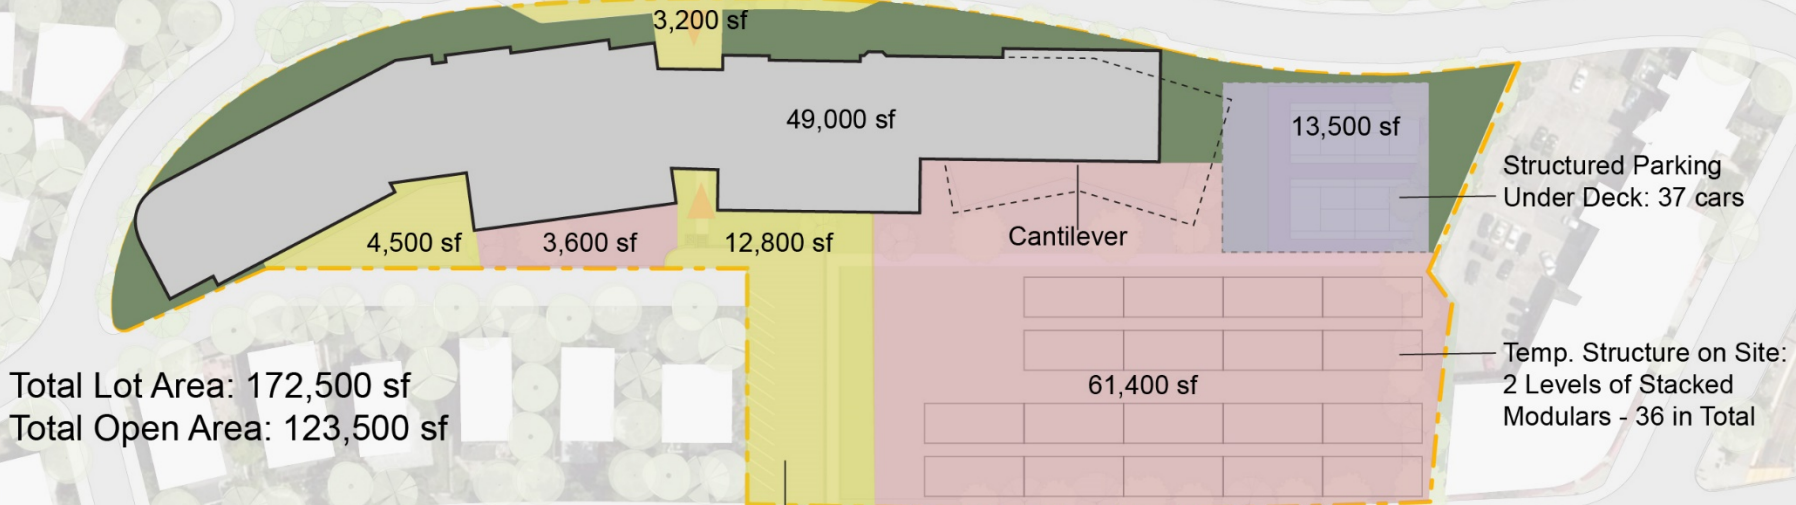 3,200 sf
49,000 sf
13,500 sf
Structured Parking
Under Deck: 37 cars
4,500 sf
3,600 sf
12,800 sf
Cantilever
Temp. Structure on Site:
2 Levels of Stacked
Modulars - 36 in Total
61,400 sf
Total Lot Area: 172,500 sf
Total Open Area: 123,500 sf